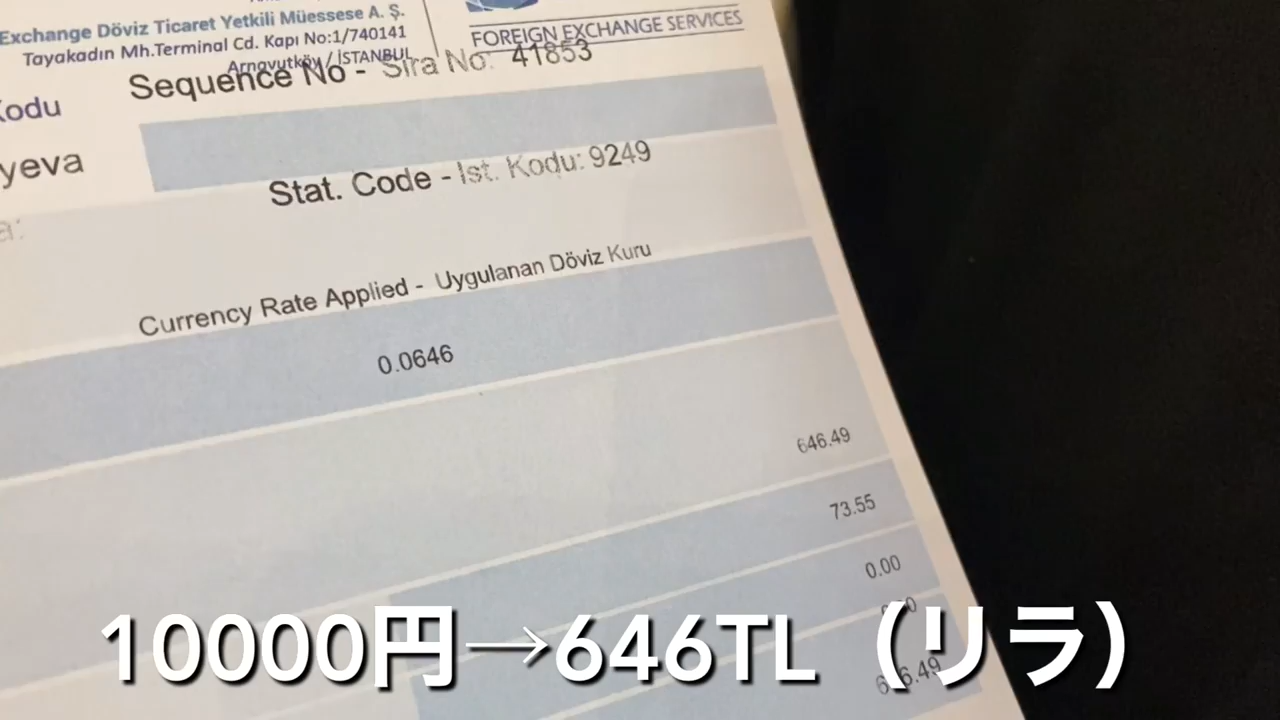 Exchange Döviz Ticaret Yetkili Müessese A. Ş.
Tayakadın Mh.Terminal Cd. Kapı No:1/740141
Arnavutköy / İSTANBUL
FOREIGN EXCHANGE SERVICES
Sequence No - Sıra No: 41853
Kodu
yeva
Stat. Code - Ist. Kodu: 9249
a:
Currency Rate Applied - Uygulanan Döviz Kuru
0.0646
646.49
73.55
0.00
10000円→646TL（リラ）